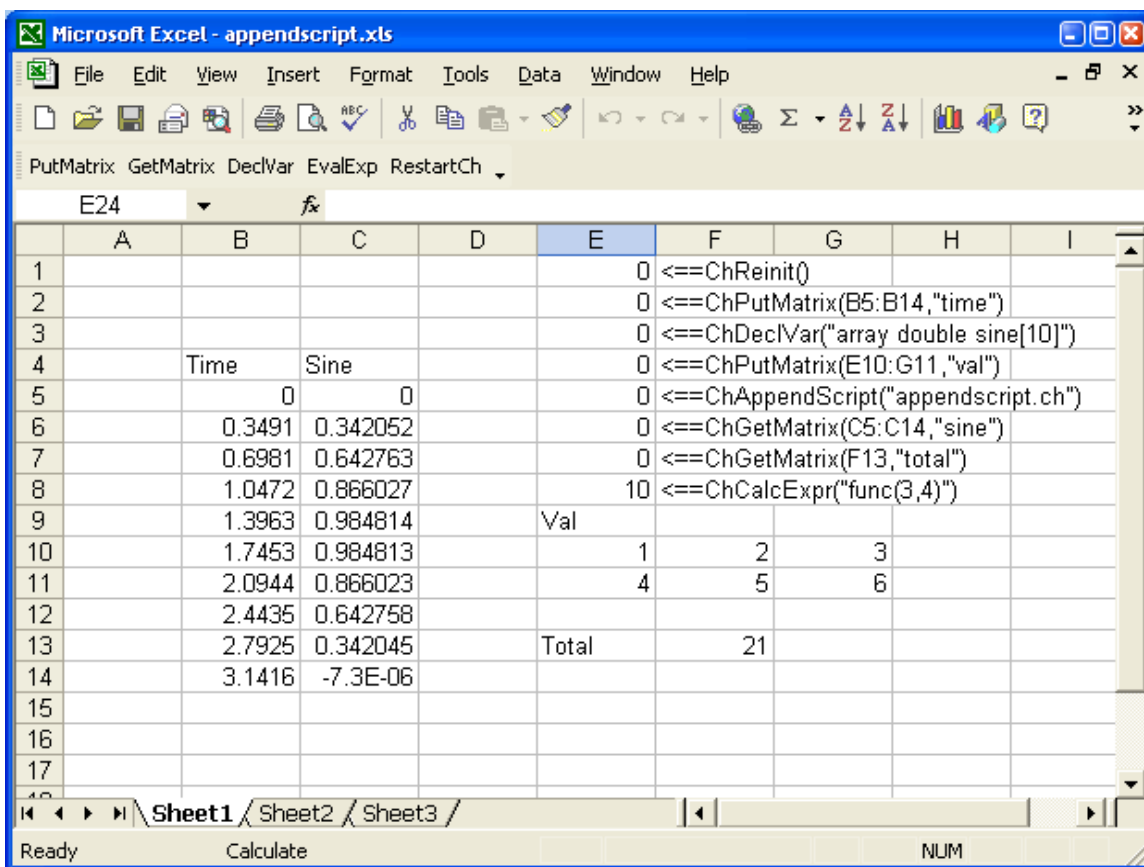 Microsoft Excel - appendscript.xls
File Edit View Insert Format Tools Data Window Help
PutMatrix GetMatrix DeclVar EvalExp RestartCh
E24 fx
A B C D E F G H I
1 0 <==ChReinit()
2 0 <==ChPutMatrix(B5:B14,"time")
3 0 <==ChDeclVar("array double sine[10]")
4 Time Sine 0 <==ChPutMatrix(E10:G11,"val")
5 0 0 0 <==ChAppendScript("appendscript.ch")
6 0.3491 0.342052 0 <==ChGetMatrix(C5:C14,"sine")
7 0.6981 0.642763 0 <==ChGetMatrix(F13,"total")
8 1.0472 0.866027 10 <==ChCalcExpr("func(3,4)")
9 1.3963 0.984814 Val
10 1.7453 0.984813 1 2 3
11 2.0944 0.866023 4 5 6
12 2.4435 0.642758
13 2.7925 0.342045 Total 21
14 3.1416 -7.3E-06
15
16
17
Sheet1 Sheet2 Sheet3
Ready Calculate NUM